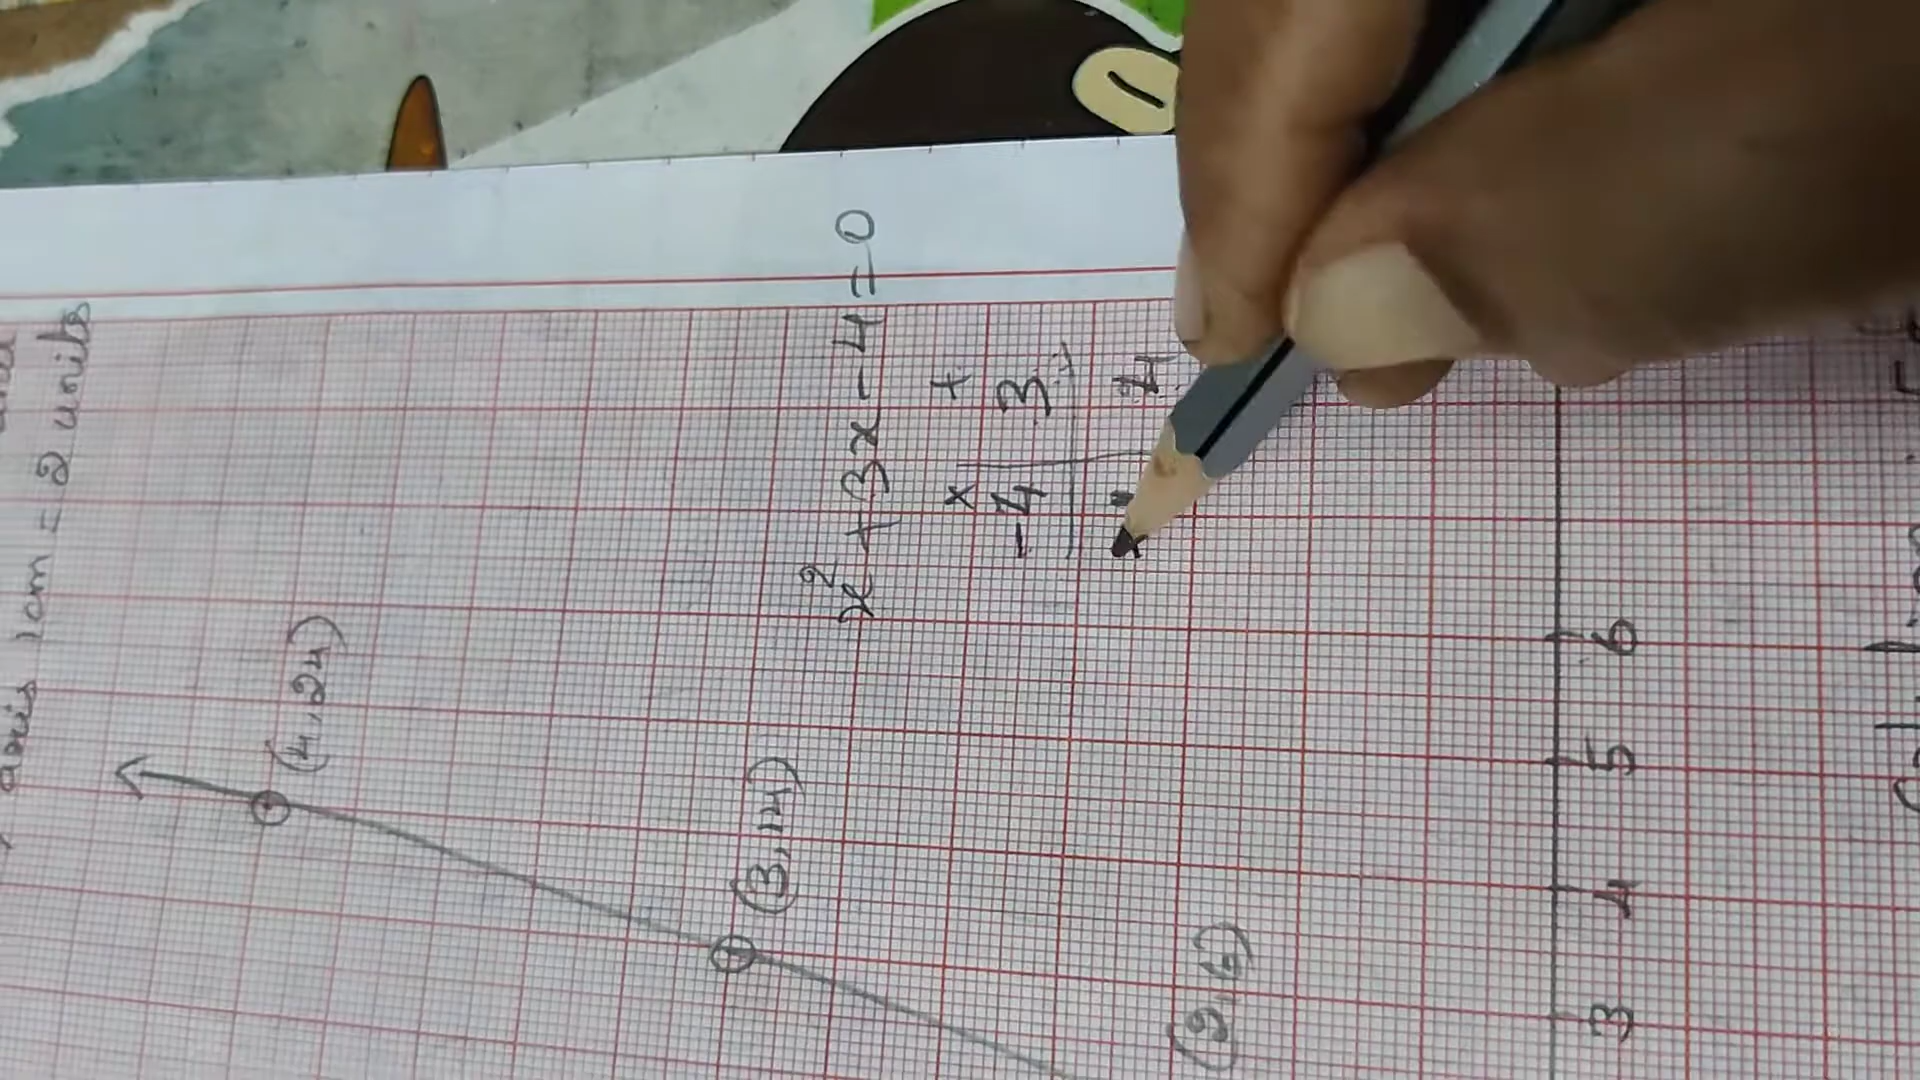 axis 1cm = 2 units
x² + 3x - 4 = 0
x +
-4 3
4
(4, 24)
(3, 14)
(2, 6)
3 4 5 6